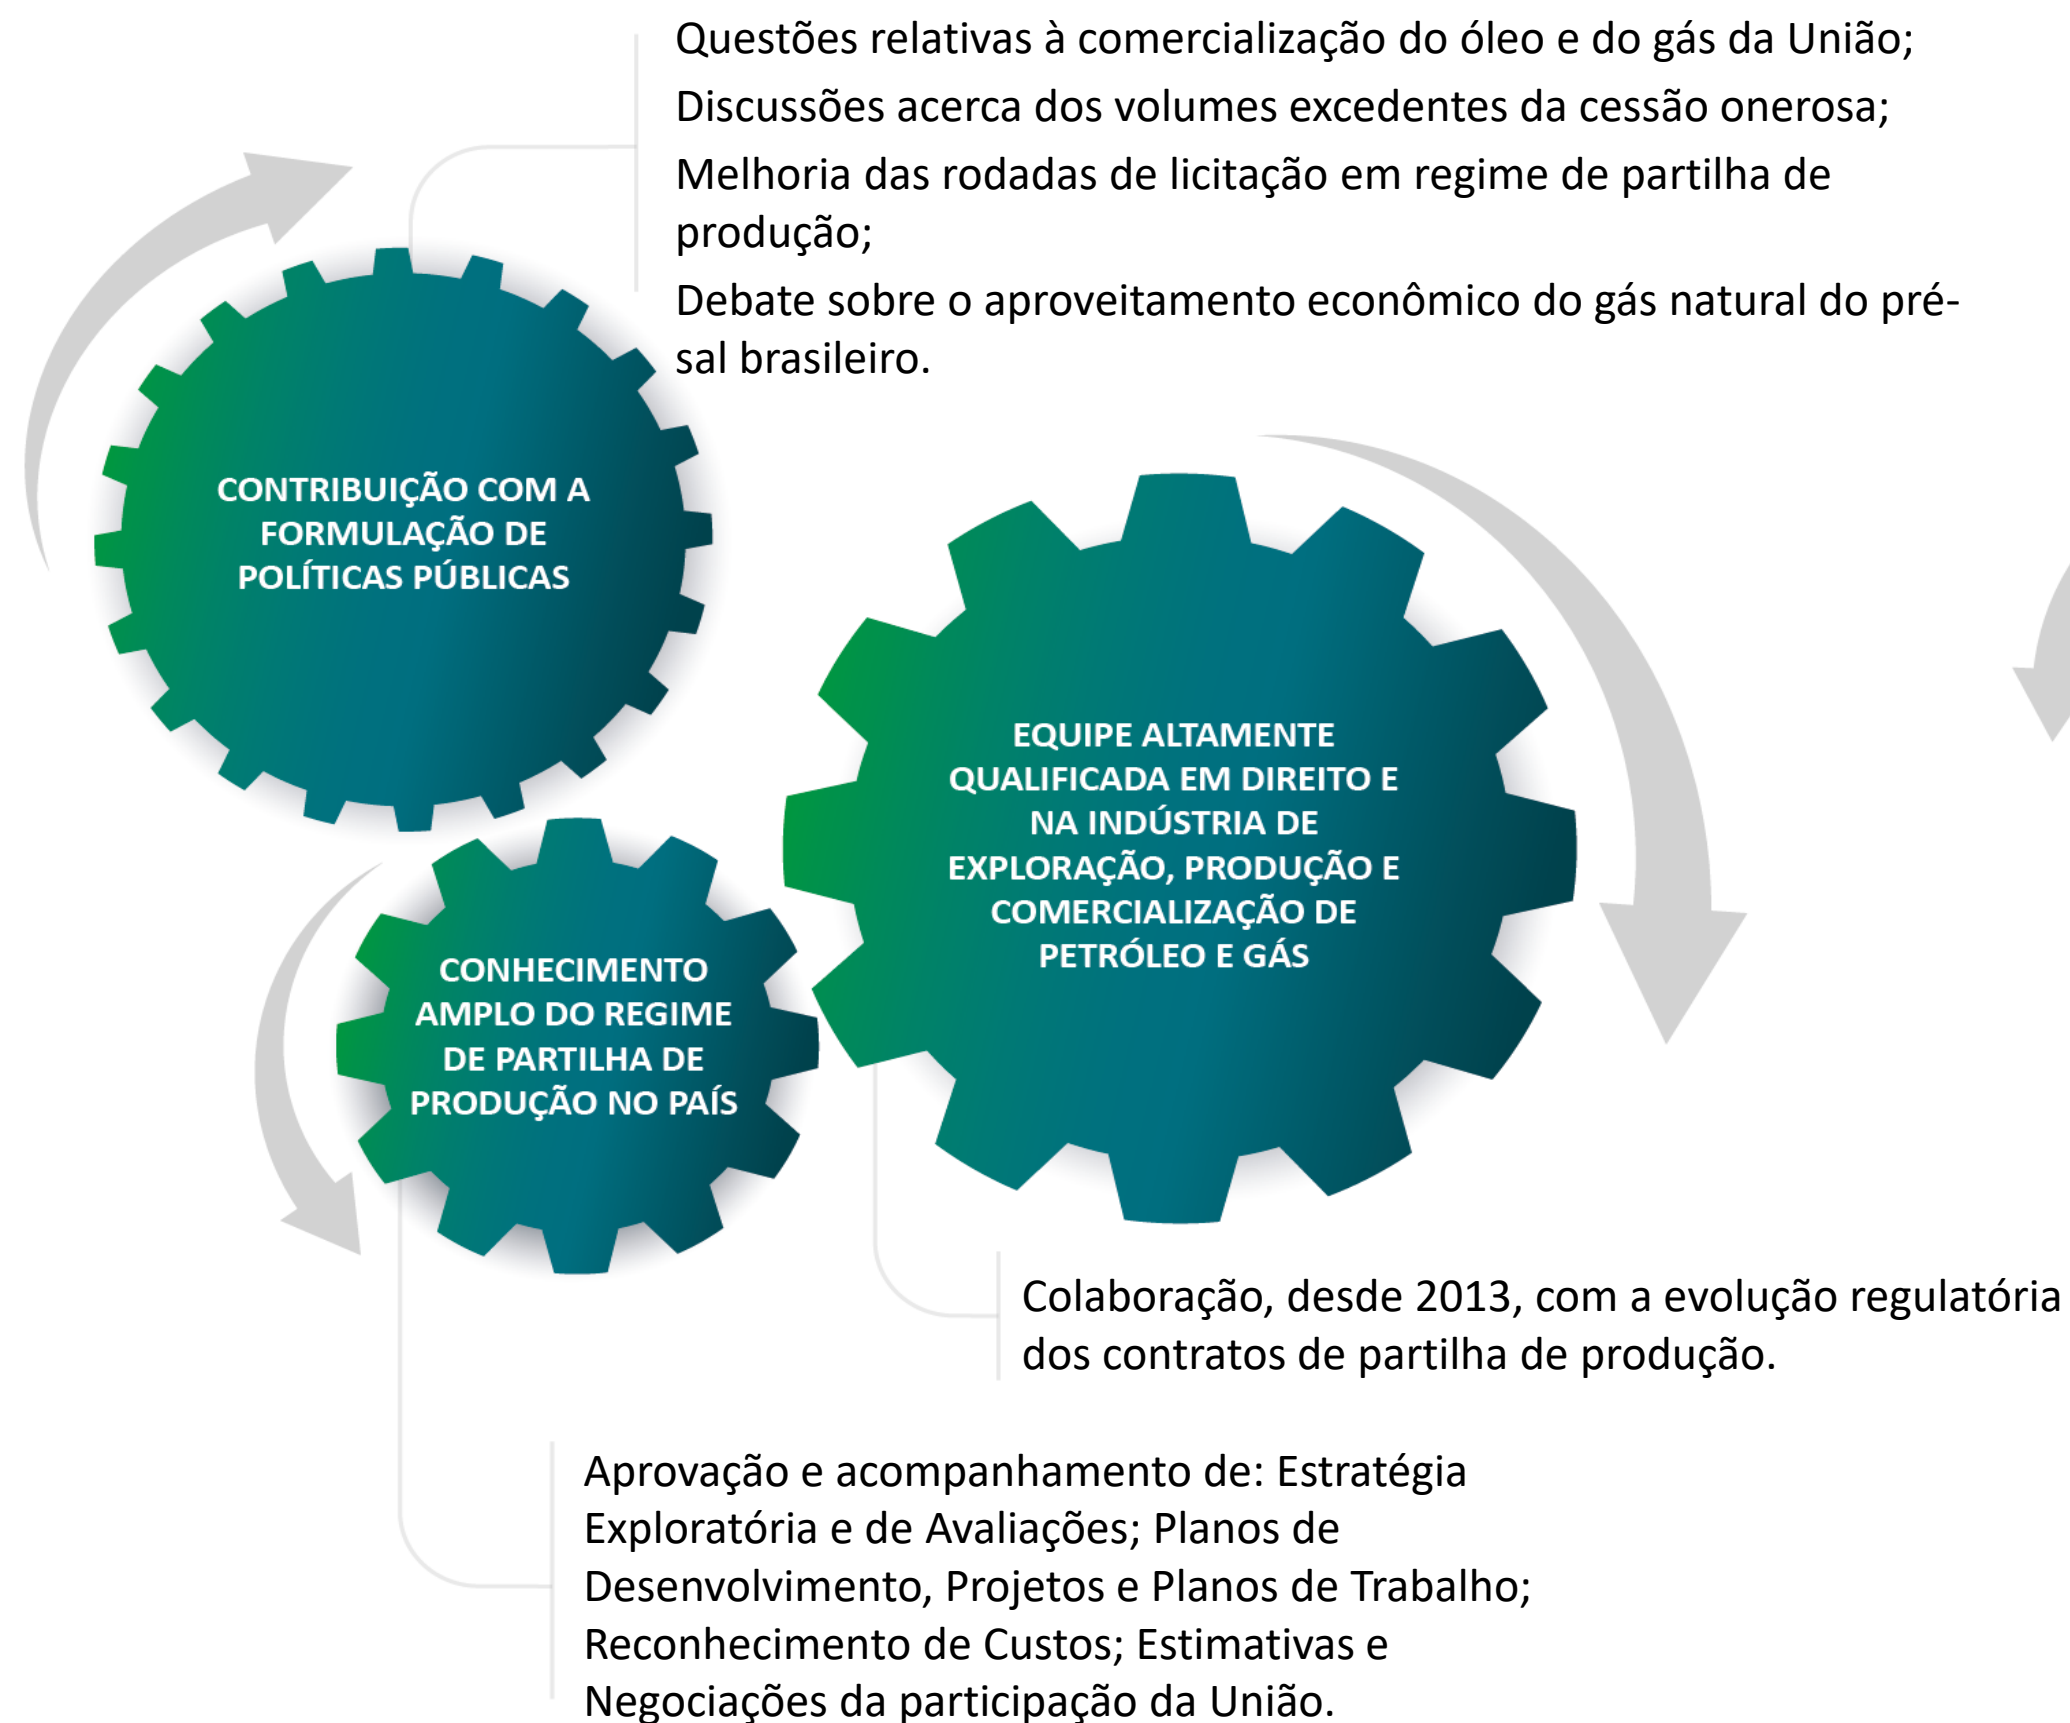 Questões relativas à comercialização do óleo e do gás da União;
Discussões acerca dos volumes excedentes da cessão onerosa;
Melhoria das rodadas de licitação em regime de partilha de
produção;
Debate sobre o aproveitamento econômico do gás natural do pré-
sal brasileiro.
CONTRIBUIÇÃO COM A
FORMULAÇÃO DE
POLÍTICAS PÚBLICAS
EQUIPE ALTAMENTE
QUALIFICADA EM DIREITO E
NA INDÚSTRIA DE
EXPLORAÇÃO, PRODUÇÃO E
COMERCIALIZAÇÃO DE
PETRÓLEO E GÁS
CONHECIMENTO
AMPLO DO REGIME
DE PARTILHA DE
PRODUÇÃO NO PAÍS
Colaboração, desde 2013, com a evolução regulatória
dos contratos de partilha de produção.
Aprovação e acompanhamento de: Estratégia
Exploratória e de Avaliações; Planos de
Desenvolvimento, Projetos e Planos de Trabalho;
Reconhecimento de Custos; Estimativas e
Negociações da participação da União.